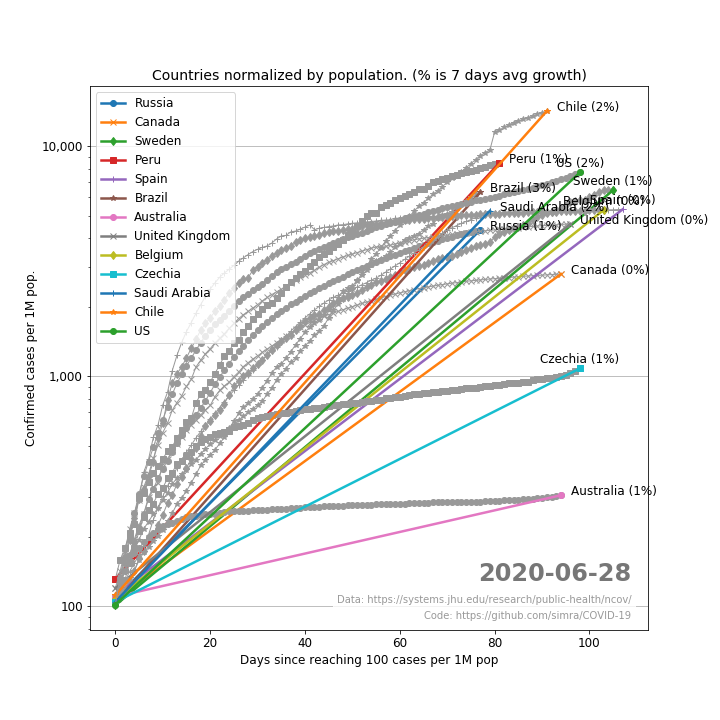 Countries normalized by population. (% is 7 days avg growth)
Confirmed cases per 1M pop.
10,000
1,000
100
Russia
Canada
Sweden
Peru
Spain
Brazil
Australia
United Kingdom
Belgium
Czechia
Saudi Arabia
Chile
US
Chile (2%)
Peru (1%)
US (2%)
Sweden (1%)
Brazil (3%)
Belgium (0%)
Spain (0%)
Saudi Arabia (2%)
United Kingdom (0%)
Russia (1%)
Canada (0%)
Czechia (1%)
Australia (1%)
2020-06-28
Data: https://systems.jhu.edu/research/public-health/ncov/
Code: https://github.com/simra/COVID-19
0 20 40 60 80 100
Days since reaching 100 cases per 1M pop